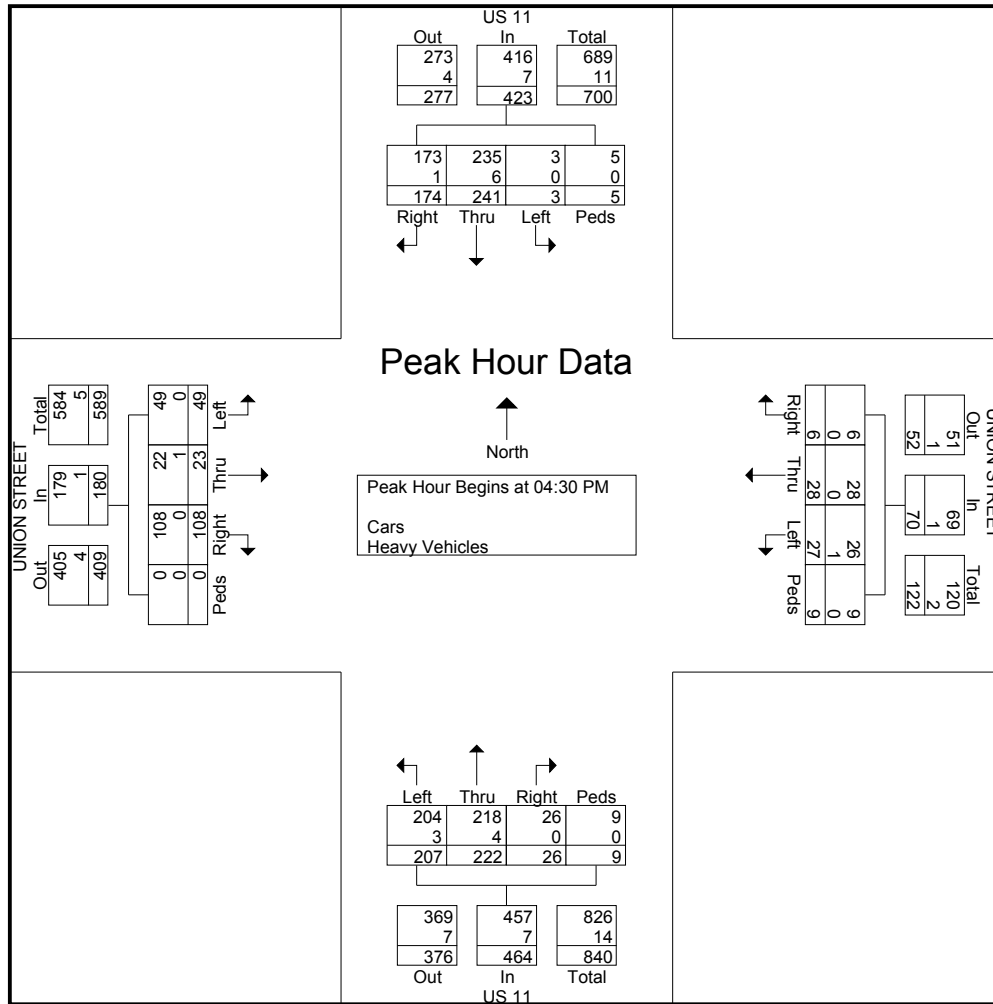 US 11
Out In Total
273 416 689
4 7 11
277 423 700
173 235 3 5
1 6 0 0
174 241 3 5
Right Thru Left Peds
Peak Hour Data
North
Peak Hour Begins at 04:30 PM
Cars
Heavy Vehicles
UNION STREET
Out In Total
405 179 584
4 1 5
409 180 589
49 22 108 0
0 1 0 0
49 23 108 0
Left Thru Right Peds
UNION STREET
Out In Total
51 69 120
1 1 2
52 70 122
6 28 26 9
0 0 1 0
6 28 27 9
Right Thru Left Peds
Left Thru Right Peds
204 218 26 9
3 4 0 0
207 222 26 9
369 457 826
7 7 14
376 464 840
Out In Total
US 11